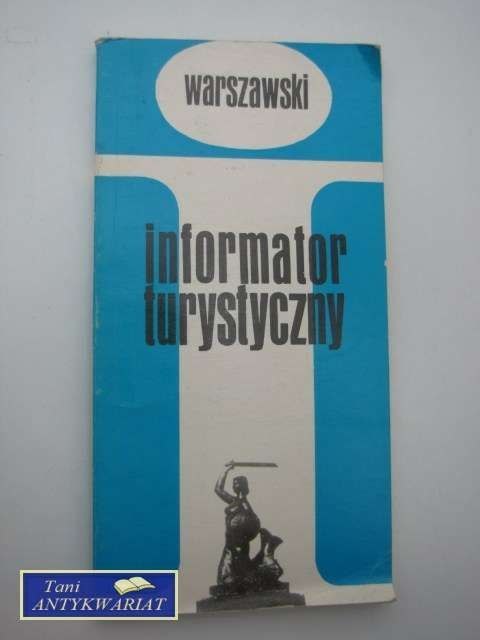 warszawski
informator
turystyczny
Tani
ANTYKWARIAT